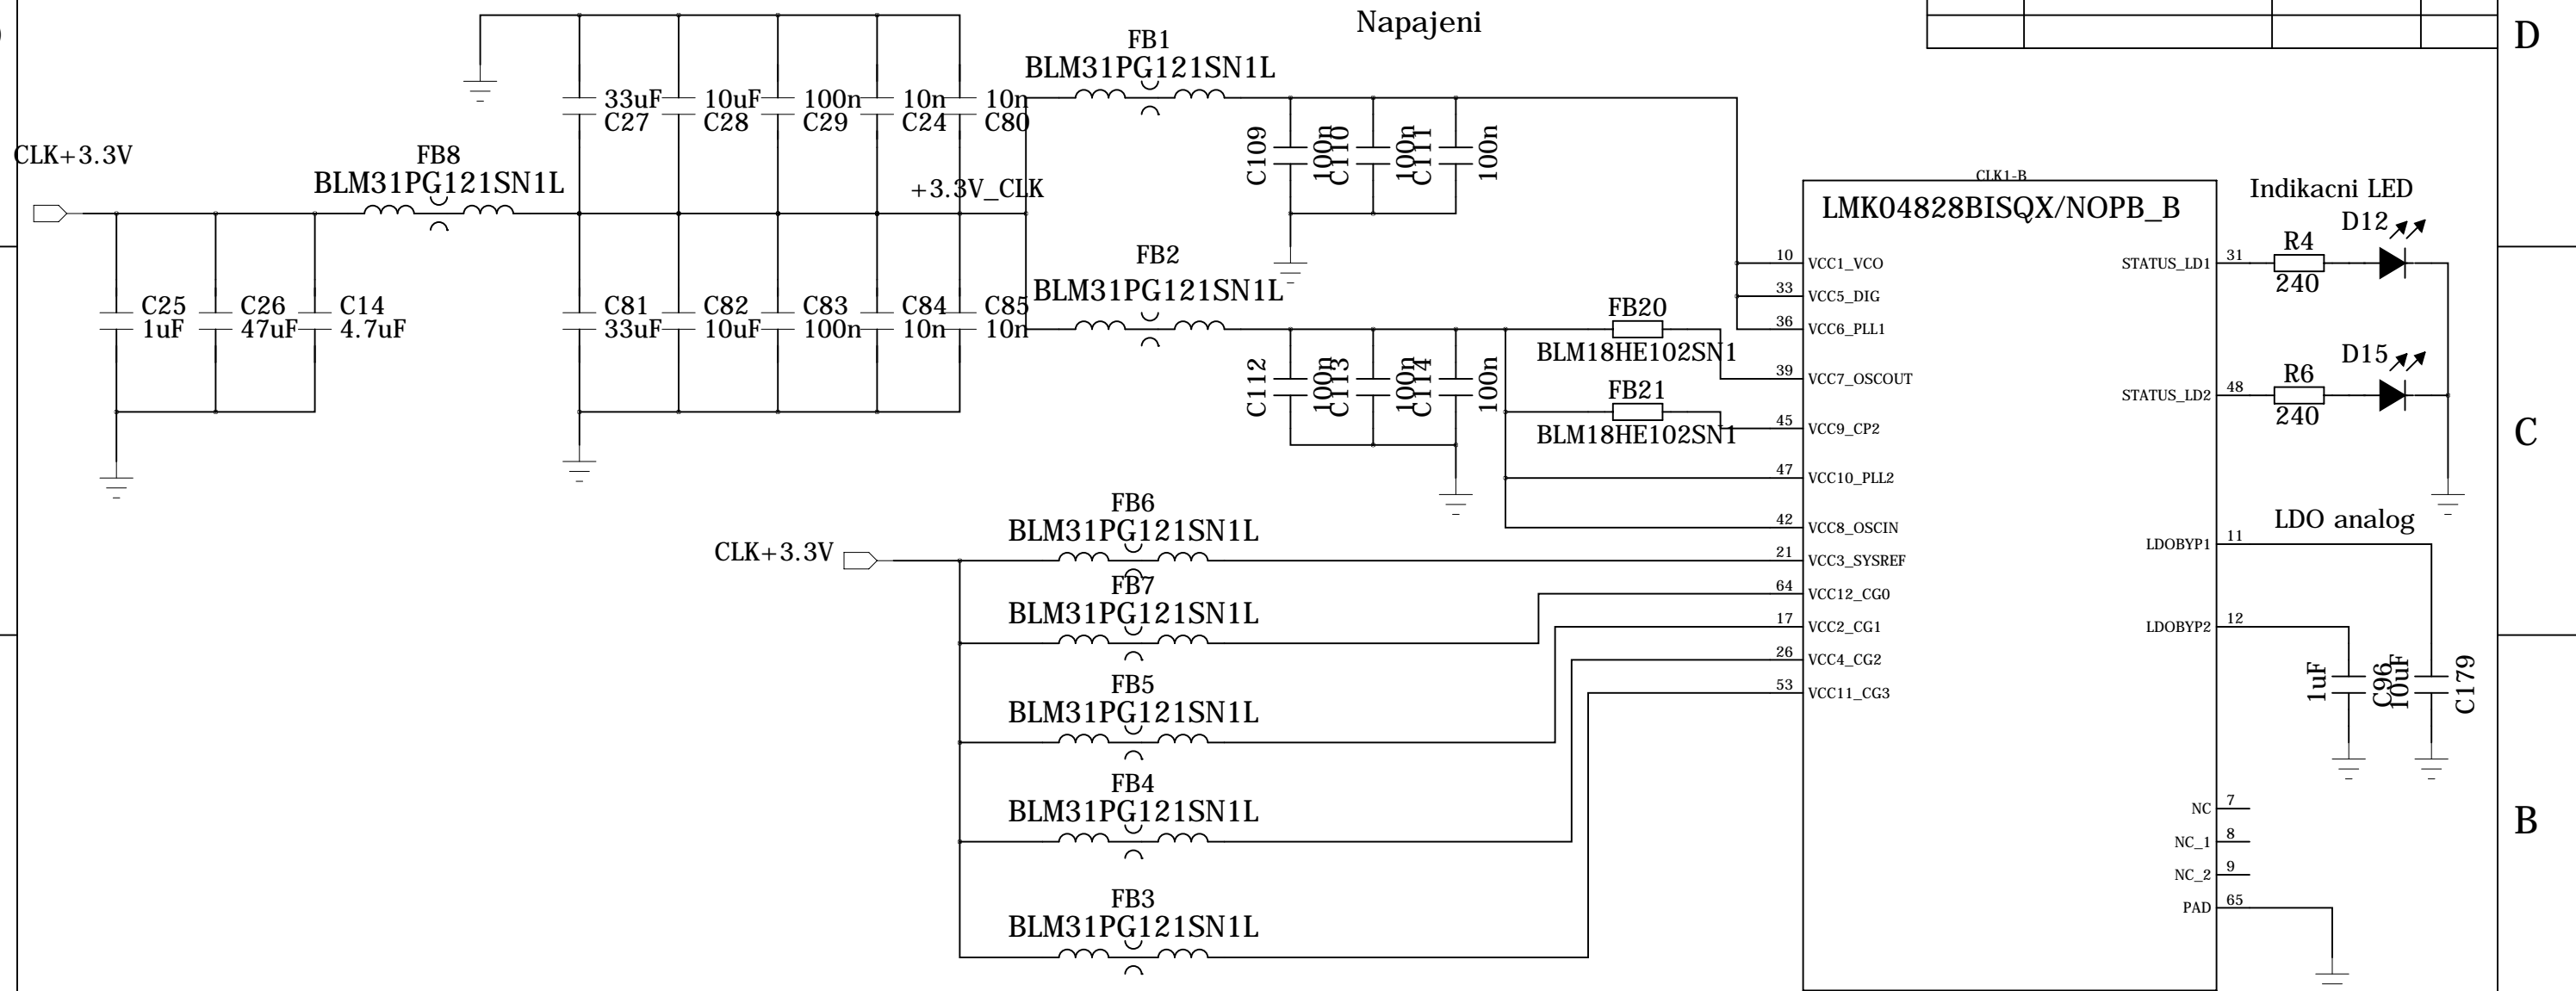 Napajeni
D
FB1
BLM31PG121SN1L
33uF
C27
10uF
C28
100n
C29
10n
C24
10n
C80
C109
100n
C110
100n
C111
100n
CLK+3.3V
FB8
BLM31PG121SN1L
+3.3V_CLK
CLK1-B
LMK04828BISQX/NOPB_B
Indikacni LED
D12
R4
240
FB2
BLM31PG121SN1L
10
VCC1_VCO
STATUS_LD1
31
33
VCC5_DIG
36
VCC6_PLL1
C25
1uF
C26
47uF
C14
4.7uF
C81
33uF
C82
10uF
C83
100n
C84
10n
C85
10n
C112
100n
C113
100n
C114
100n
FB20
BLM18HE102SN1
39
VCC7_OSCOUT
D15
R6
240
STATUS_LD2
48
FB21
BLM18HE102SN1
45
VCC9_CP2
C
47
VCC10_PLL2
42
VCC8_OSCIN
LDO analog
FB6
BLM31PG121SN1L
CLK+3.3V
21
VCC3_SYSREF
LDOBYP1
11
FB7
BLM31PG121SN1L
64
VCC12_CG0
17
VCC2_CG1
LDOBYP2
12
26
VCC4_CG2
53
VCC11_CG3
1uF
C96
10uF
C179
FB5
BLM31PG121SN1L
FB4
BLM31PG121SN1L
NC
7
NC_1
8
NC_2
9
PAD
65
B
FB3
BLM31PG121SN1L